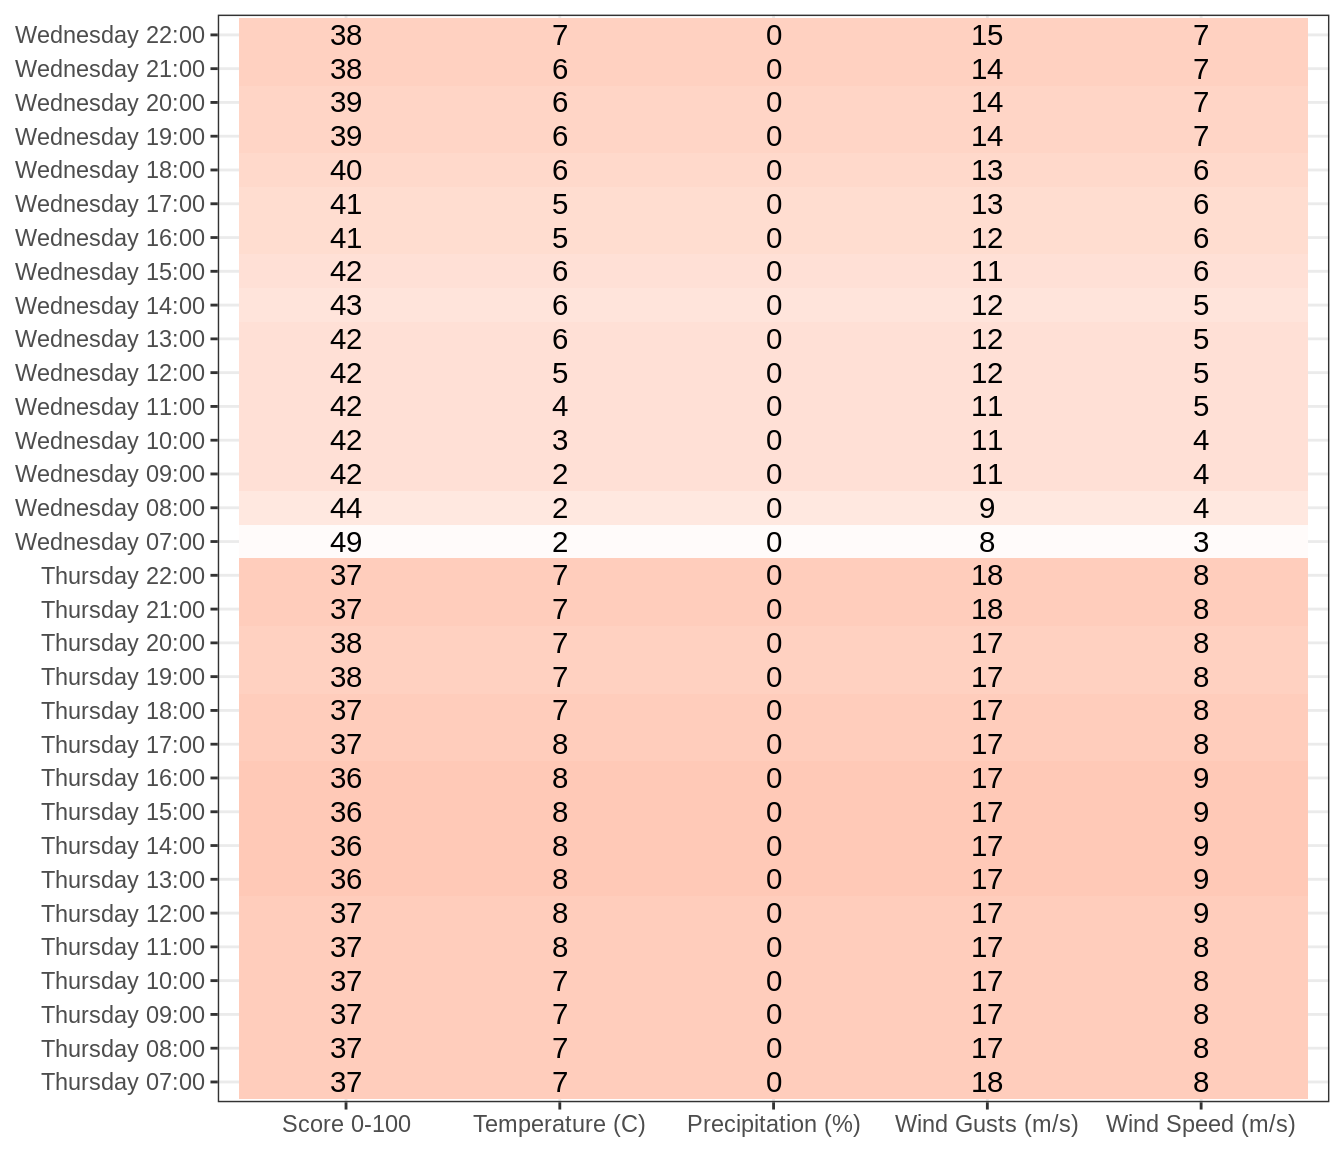 Wednesday 22:00 38 7 0 15 7
Wednesday 21:00 38 6 0 14 7
Wednesday 20:00 39 6 0 14 7
Wednesday 19:00 39 6 0 14 7
Wednesday 18:00 40 6 0 13 6
Wednesday 17:00 41 5 0 13 6
Wednesday 16:00 41 5 0 12 6
Wednesday 15:00 42 6 0 11 6
Wednesday 14:00 43 6 0 12 5
Wednesday 13:00 42 6 0 12 5
Wednesday 12:00 42 5 0 12 5
Wednesday 11:00 42 4 0 11 5
Wednesday 10:00 42 3 0 11 4
Wednesday 09:00 42 2 0 11 4
Wednesday 08:00 44 2 0 9 4
Wednesday 07:00 49 2 0 8 3
Thursday 22:00 37 7 0 18 8
Thursday 21:00 37 7 0 18 8
Thursday 20:00 38 7 0 17 8
Thursday 19:00 38 7 0 17 8
Thursday 18:00 37 7 0 17 8
Thursday 17:00 37 8 0 17 8
Thursday 16:00 36 8 0 17 9
Thursday 15:00 36 8 0 17 9
Thursday 14:00 36 8 0 17 9
Thursday 13:00 36 8 0 17 9
Thursday 12:00 37 8 0 17 9
Thursday 11:00 37 8 0 17 8
Thursday 10:00 37 7 0 17 8
Thursday 09:00 37 7 0 17 8
Thursday 08:00 37 7 0 17 8
Thursday 07:00 37 7 0 18 8
Score 0-100 Temperature (C) Precipitation (%) Wind Gusts (m/s) Wind Speed (m/s)